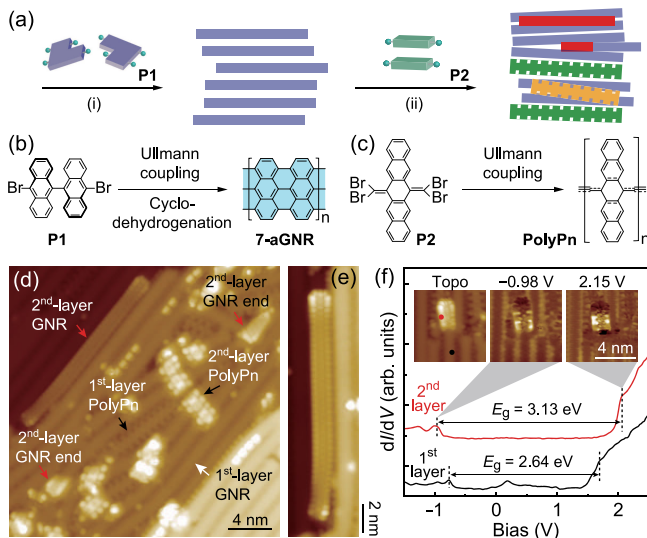 (a)
P1
(i)
P2
(ii)
(b)
Br
Br
P1
Ullmann
coupling
Cyclo-
dehydrogenation
n
7-aGNR
(c)
Br
Br
Br
Br
P2
Ullmann
coupling
PolyPn
n
(d)
2nd-layer
GNR
2nd-layer
GNR end
2nd-layer
PolyPn
1st-layer
PolyPn
2nd-layer
GNR end
1st-layer
GNR
4 nm
(e)
2 nm
(f)
Topo
−0.98 V
2.15 V
4 nm
dI/dV (arb. units)
2nd layer
Eg = 3.13 eV
1st layer
Eg = 2.64 eV
−1 0 1 2
Bias (V)